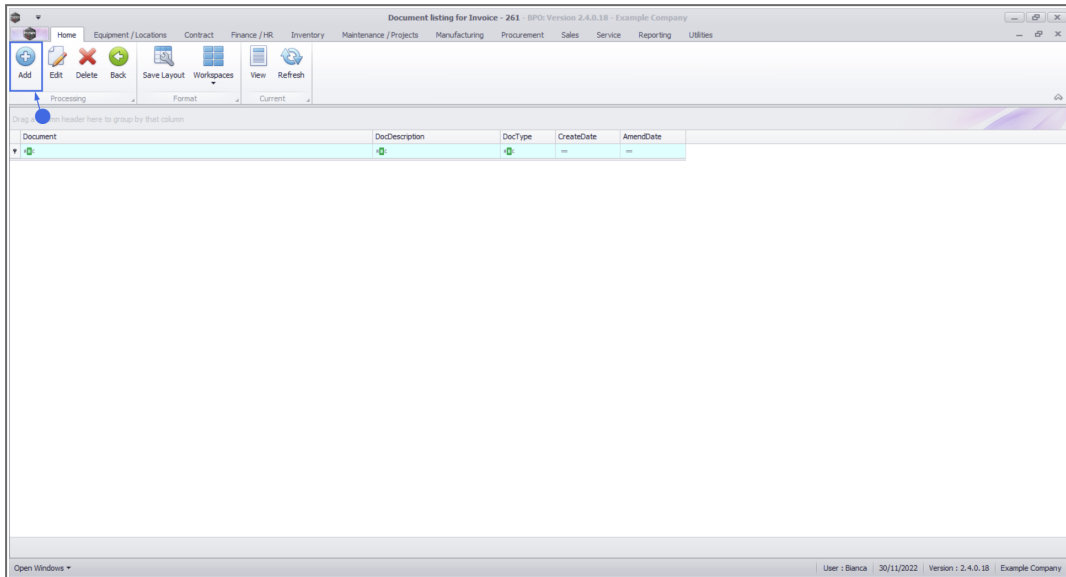 Document listing for Invoice - 261 - BPO: Version 2.4.0.18 - Example Company
Home Equipment / Locations Contract Finance / HR Inventory Maintenance / Projects Manufacturing Procurement Sales Service Reporting Utilities
Add Edit Delete Back Save Layout Workspaces View Refresh
Processing Format Current
Drag a header here to group by that column
Document DocDescription DocType CreateDate AmendDate
= =
Open Windows User : Bianca 30/11/2022 Version : 2.4.0.18 Example Company